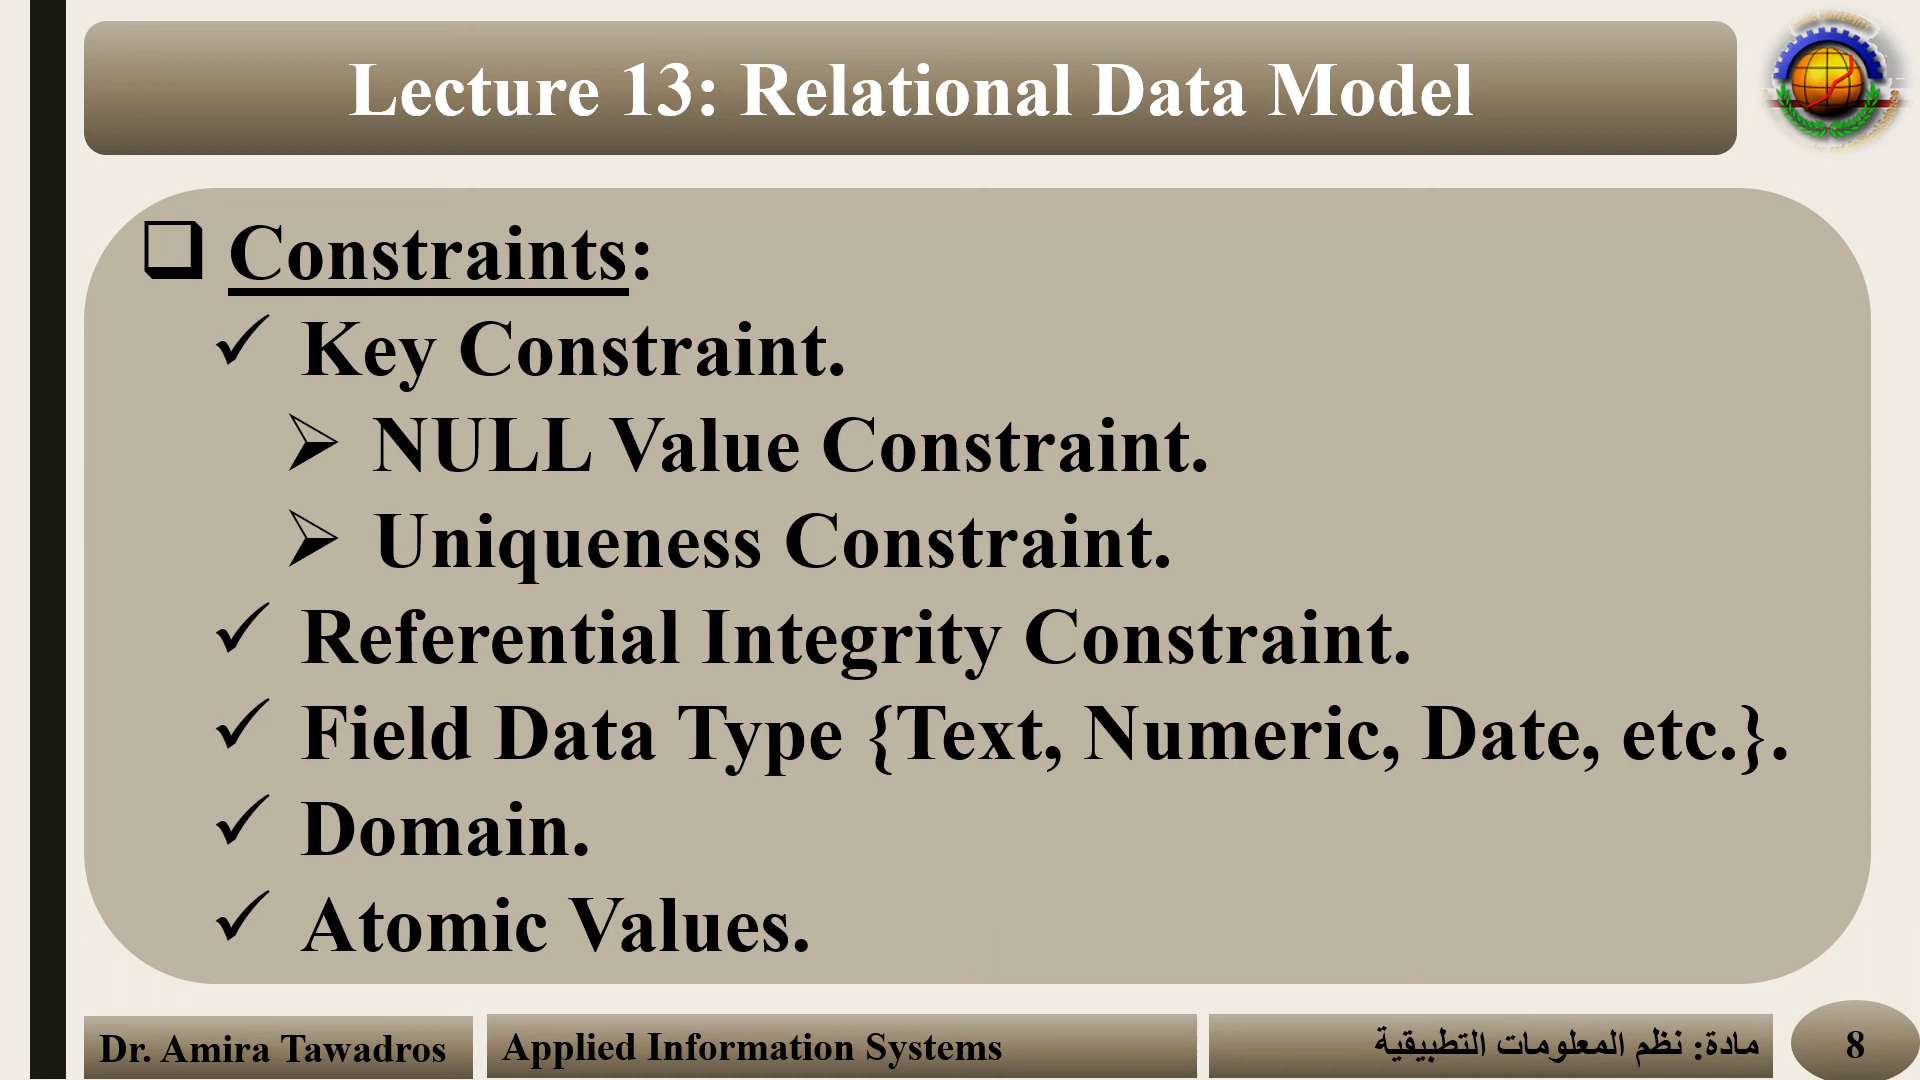 Lecture 13: Relational Data Model
Constraints:
Key Constraint.
NULL Value Constraint.
Uniqueness Constraint.
Referential Integrity Constraint.
Field Data Type {Text, Numeric, Date, etc.}.
Domain.
Atomic Values.
Dr. Amira Tawadros
Applied Information Systems
مادة: نظم المعلومات التطبيقية
8